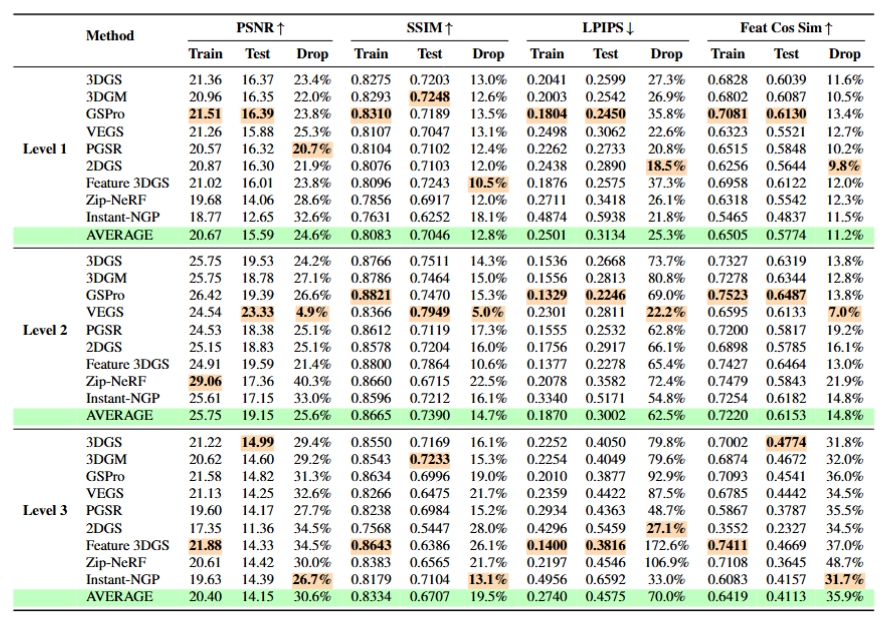 Method PSNR↑ SSIM↑ LPIPS↓ Feat Cos Sim↑
Train Test Drop Train Test Drop Train Test Drop Train Test Drop
3DGS 21.36 16.37 23.4% 0.8275 0.7203 13.0% 0.2041 0.2599 27.3% 0.6828 0.6039 11.6%
3DGM 20.96 16.35 22.0% 0.8293 0.7248 12.6% 0.2003 0.2542 26.9% 0.6802 0.6087 10.5%
GSPro 21.51 16.39 23.8% 0.8310 0.7189 13.5% 0.1804 0.2450 35.8% 0.7081 0.6130 13.4%
VEGS 21.26 15.88 25.3% 0.8107 0.7047 13.1% 0.2498 0.3062 22.6% 0.6323 0.5521 12.7%
Level 1 PGSR 20.57 16.32 20.7% 0.8104 0.7102 12.4% 0.2262 0.2733 20.8% 0.6515 0.5848 10.2%
2DGS 20.87 16.30 21.9% 0.8076 0.7103 12.0% 0.2438 0.2890 18.5% 0.6256 0.5644 9.8%
Feature 3DGS 21.02 16.01 23.8% 0.8096 0.7243 10.5% 0.1876 0.2575 37.3% 0.6958 0.6122 12.0%
Zip-NeRF 19.68 14.06 28.6% 0.7856 0.6917 12.0% 0.2711 0.3418 26.1% 0.6318 0.5542 12.3%
Instant-NGP 18.77 12.65 32.6% 0.7631 0.6252 18.1% 0.4874 0.5938 21.8% 0.5465 0.4837 11.5%
AVERAGE 20.67 15.59 24.6% 0.8083 0.7046 12.8% 0.2501 0.3134 25.3% 0.6505 0.5774 11.2%
3DGS 25.75 19.53 24.2% 0.8766 0.7511 14.3% 0.1536 0.2668 73.7% 0.7327 0.6319 13.8%
3DGM 25.75 18.78 27.1% 0.8786 0.7464 15.0% 0.1556 0.2813 80.8% 0.7278 0.6344 12.8%
GSPro 26.42 19.39 26.6% 0.8821 0.7470 15.3% 0.1329 0.2246 69.0% 0.7523 0.6487 13.8%
VEGS 24.54 23.33 4.9% 0.8366 0.7949 5.0% 0.2301 0.2811 22.2% 0.6595 0.6133 7.0%
Level 2 PGSR 24.53 18.38 25.1% 0.8612 0.7119 17.3% 0.1555 0.2532 62.8% 0.7200 0.5817 19.2%
2DGS 25.15 18.83 25.1% 0.8578 0.7204 16.0% 0.1756 0.2917 66.1% 0.6898 0.5785 16.1%
Feature 3DGS 24.91 19.59 21.4% 0.8800 0.7864 10.6% 0.1377 0.2278 65.4% 0.7427 0.6464 13.0%
Zip-NeRF 29.06 17.36 40.3% 0.8660 0.6715 22.5% 0.2078 0.3582 72.4% 0.7479 0.5843 21.9%
Instant-NGP 25.61 17.15 33.0% 0.8596 0.7212 16.1% 0.3340 0.5171 54.8% 0.7254 0.6182 14.8%
AVERAGE 25.75 19.15 25.6% 0.8665 0.7390 14.7% 0.1870 0.3002 62.5% 0.7220 0.6153 14.8%
3DGS 21.22 14.99 29.4% 0.8550 0.7169 16.1% 0.2252 0.4050 79.8% 0.7002 0.4774 31.8%
3DGM 20.62 14.60 29.2% 0.8543 0.7233 15.3% 0.2254 0.4049 79.6% 0.6874 0.4672 32.0%
GSPro 21.58 14.82 31.3% 0.8634 0.6996 19.0% 0.2010 0.3877 92.9% 0.7093 0.4541 36.0%
VEGS 21.13 14.25 32.6% 0.8266 0.6475 21.7% 0.2359 0.4422 87.5% 0.6785 0.4442 34.5%
Level 3 PGSR 19.60 14.17 27.7% 0.8238 0.6984 15.2% 0.2934 0.4363 48.7% 0.5867 0.3787 35.5%
2DGS 17.35 11.36 34.5% 0.7568 0.5447 28.0% 0.4296 0.5459 27.1% 0.3552 0.2327 34.5%
Feature 3DGS 21.88 14.33 34.5% 0.8643 0.6386 26.1% 0.1400 0.3816 172.6% 0.7411 0.4669 37.0%
Zip-NeRF 20.61 14.42 30.0% 0.8383 0.6565 21.7% 0.2197 0.4546 106.9% 0.7108 0.3645 48.7%
Instant-NGP 19.63 14.39 26.7% 0.8179 0.7104 13.1% 0.4956 0.6592 33.0% 0.6083 0.4157 31.7%
AVERAGE 20.40 14.15 30.6% 0.8334 0.6707 19.5% 0.2740 0.4575 70.0% 0.6419 0.4113 35.9%